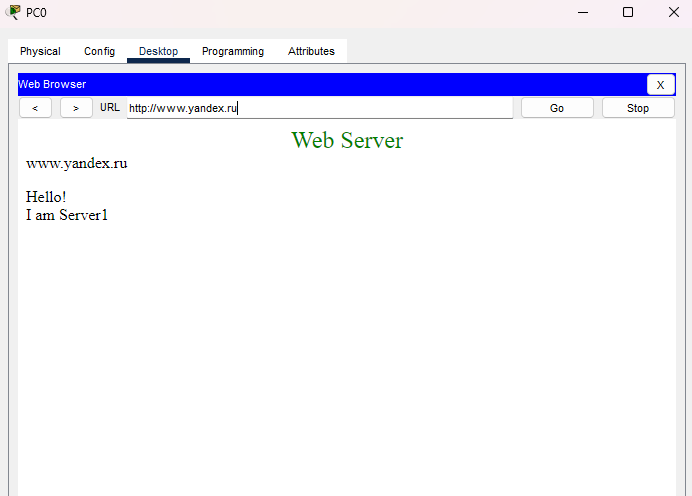 PC0
Physical Config Desktop Programming Attributes
Web Browser X
< > URL http://www.yandex.ru Go Stop
Web Server
www.yandex.ru
Hello!
I am Server1